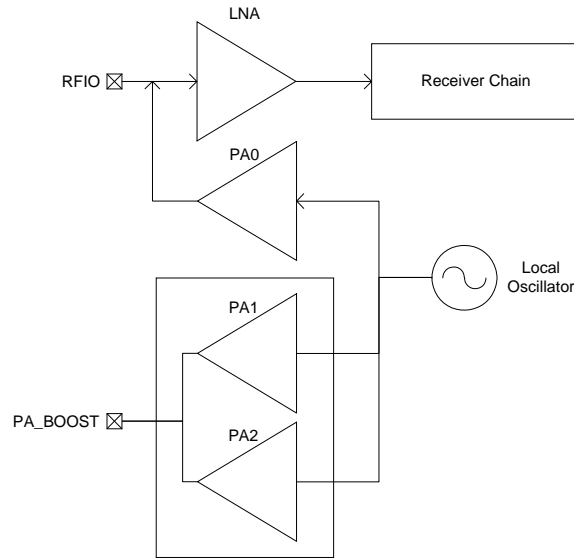 LNA
RFIO
Receiver Chain
PA0
Local
Oscillator
PA1
PA_BOOST
PA2